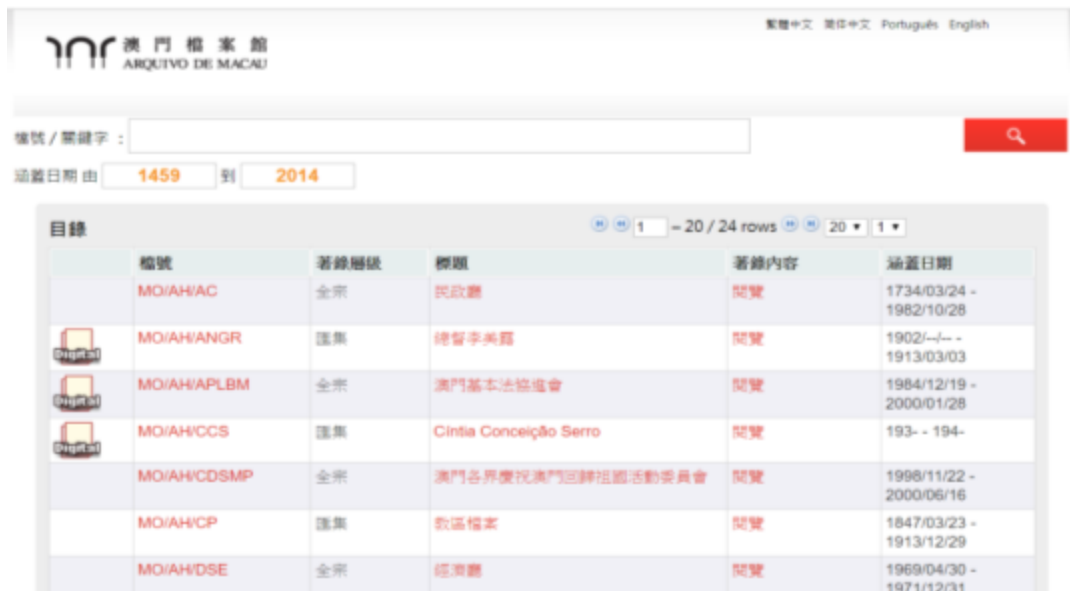 繁體中文 简体中文 Português English
澳門檔案館
ARQUIVO DE MACAU
檔號 / 關鍵字 :
涵蓋日期 由 1459 到 2014
目錄 1 – 20 / 24 rows 20 1
檔號 著錄層級 標題 著錄內容 涵蓋日期
MO/AH/AC 全宗 民政廳 閱覽 1734/03/24 -
1982/10/28
Digital MO/AH/ANGR 匯集 總督李美露 閱覽 1902/--/-- -
1913/03/03
Digital MO/AH/APLBM 全宗 澳門基本法協進會 閱覽 1984/12/19 -
2000/01/28
Digital MO/AH/CCS 匯集 Cíntia Conceição Serro 閱覽 193- - 194-
MO/AH/CDSMP 全宗 澳門各界慶祝澳門回歸祖國活動委員會 閱覽 1998/11/22 -
2000/06/16
MO/AH/CP 匯集 教區檔案 閱覽 1847/03/23 -
1913/12/29
MO/AH/DSE 全宗 經濟廳 閱覽 1969/04/30 -
1971/12/31